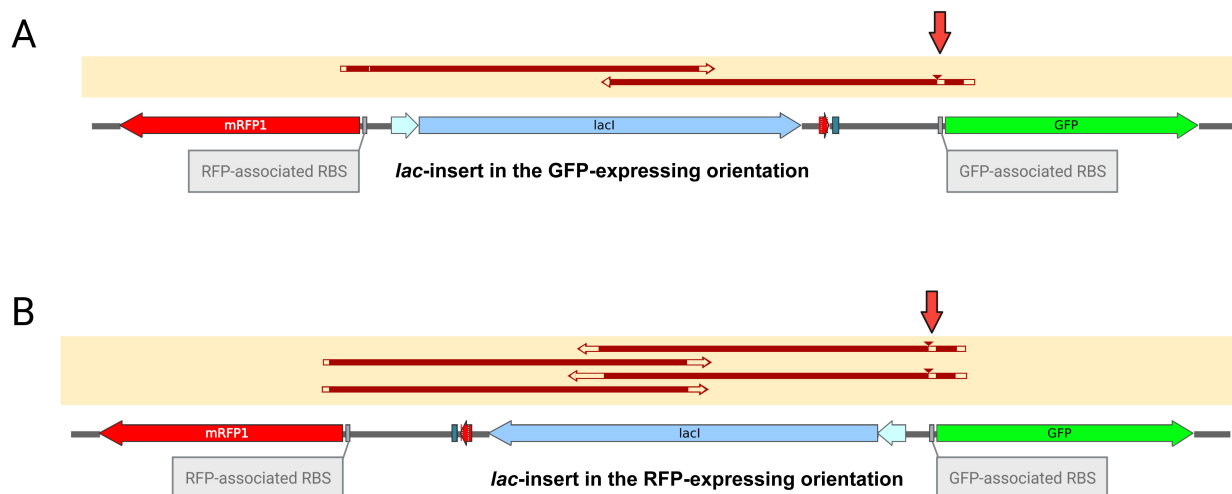 A
mRFP1
lacI
GFP
RFP-associated RBS
lac-insert in the GFP-expressing orientation
GFP-associated RBS
B
mRFP1
lacI
GFP
RFP-associated RBS
lac-insert in the RFP-expressing orientation
GFP-associated RBS